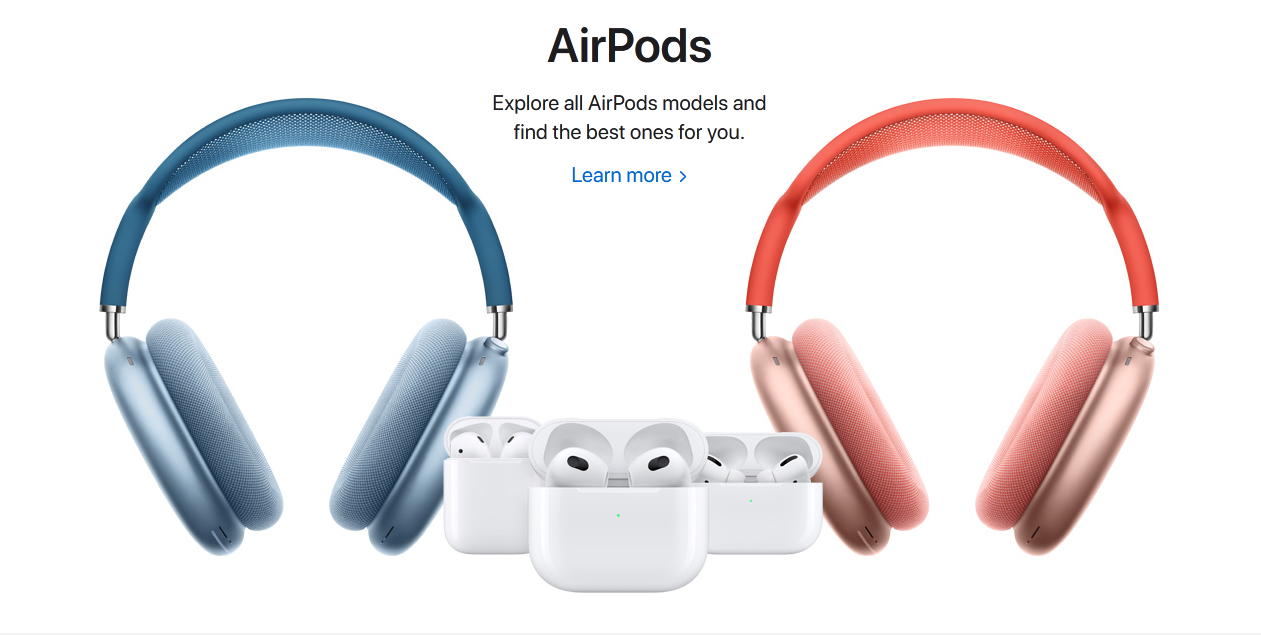 AirPods
Explore all AirPods models and
find the best ones for you.
Learn more >